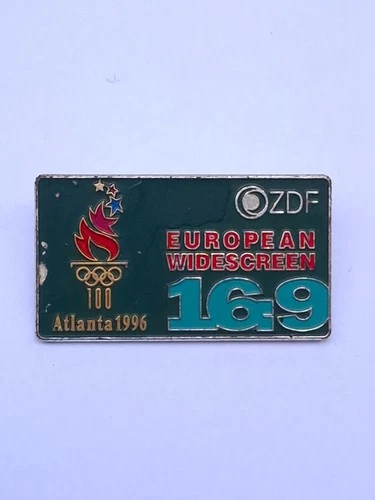 ZDF
EUROPEAN
WIDESCREEN
16:9
100
Atlanta 1996